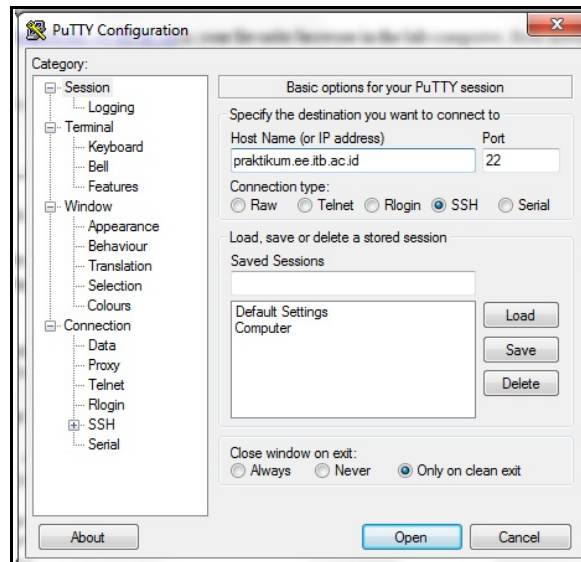 PuTTY Configuration
Category:
Session
Logging
Terminal
Keyboard
Bell
Features
Window
Appearance
Behaviour
Translation
Selection
Colours
Connection
Data
Proxy
Telnet
Rlogin
SSH
Serial
Basic options for your PuTTY session
Specify the destination you want to connect to
Host Name (or IP address) Port
praktikum.ee.itb.ac.id 22
Connection type:
Raw Telnet Rlogin SSH Serial
Load, save or delete a stored session
Saved Sessions
Default Settings
Computer
Load
Save
Delete
Close window on exit:
Always Never Only on clean exit
About Open Cancel